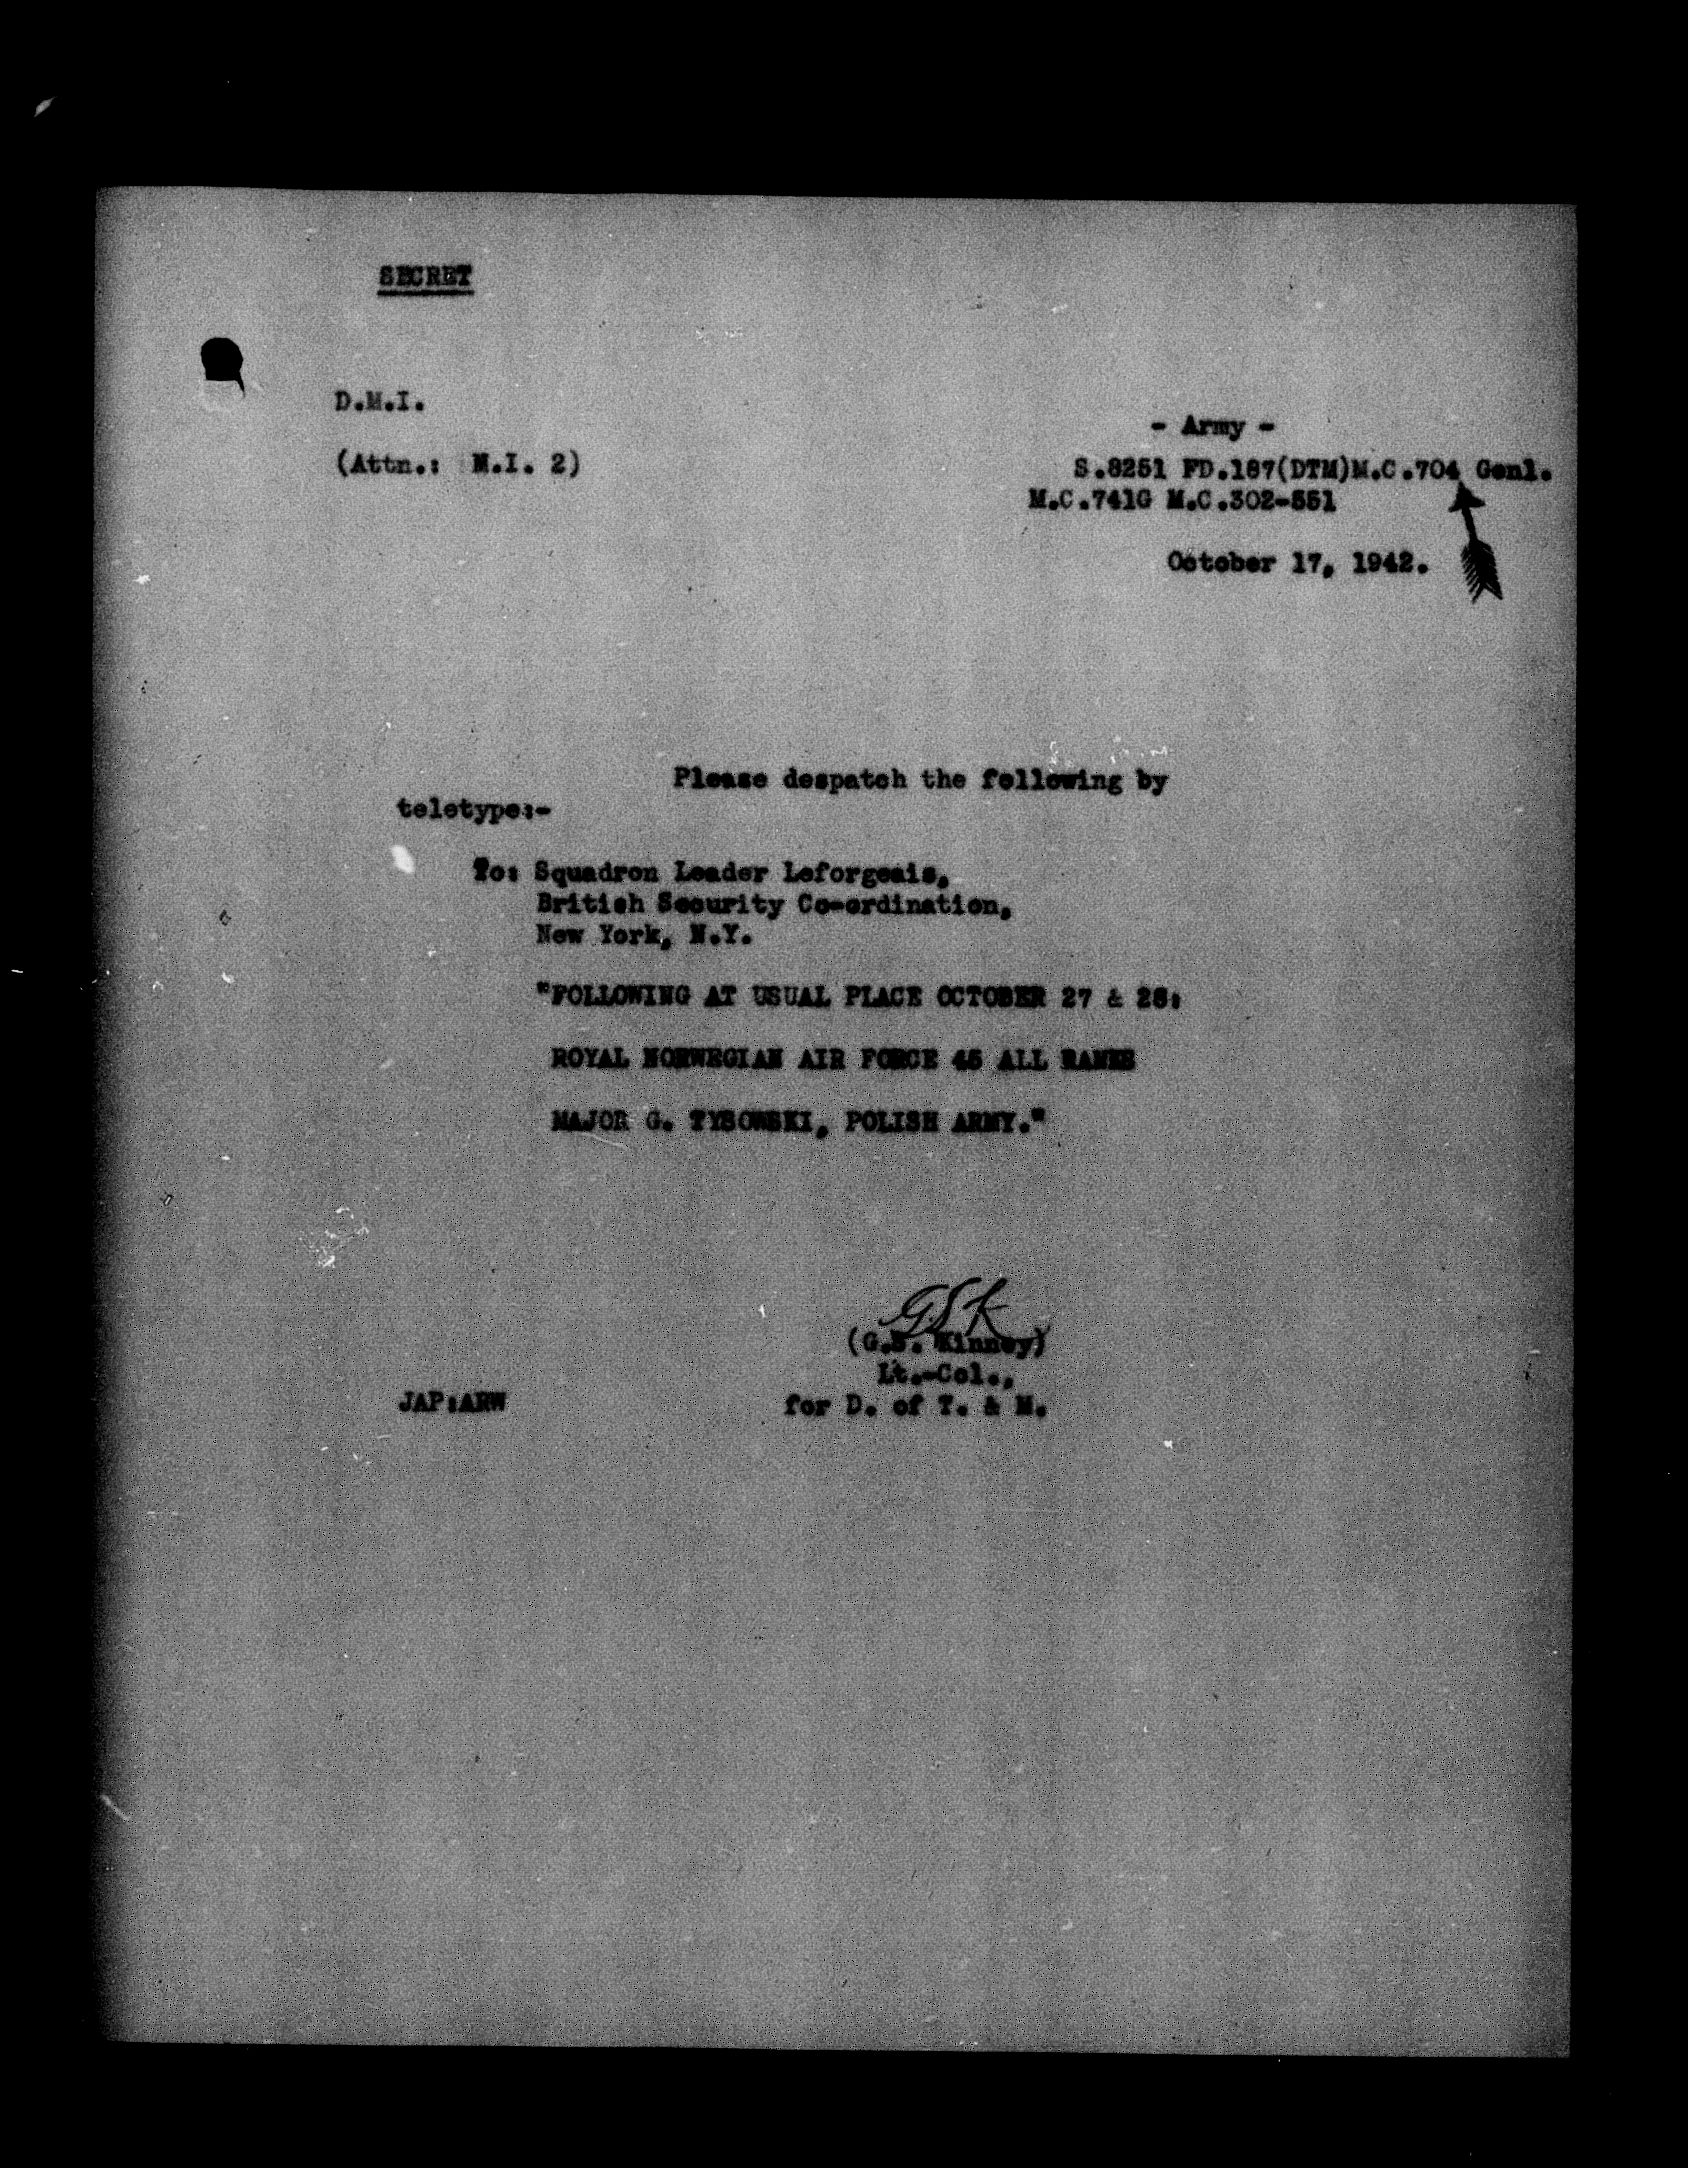 SECRET
D.M.I.
(Attn.: M.I. 2)
- Army -
S.8251 FD.187(DTM)M.C.704 Genl.
M.C.741G M.C.302-551
October 17, 1942.
Please despatch the following by
teletype:-
To: Squadron Leader Leforgeais,
British Security Co-ordination,
New York, N.Y.
"FOLLOWING AT USUAL PLACE OCTOBER 27 & 28:
ROYAL NORWEGIAN AIR FORCE 45 ALL RANKS
MAJOR G. TYSOWSKI, POLISH ARMY."
GSK
(G.S. Kinney)
Lt.-Col.,
JAP:ARW
for D. of T. & M.